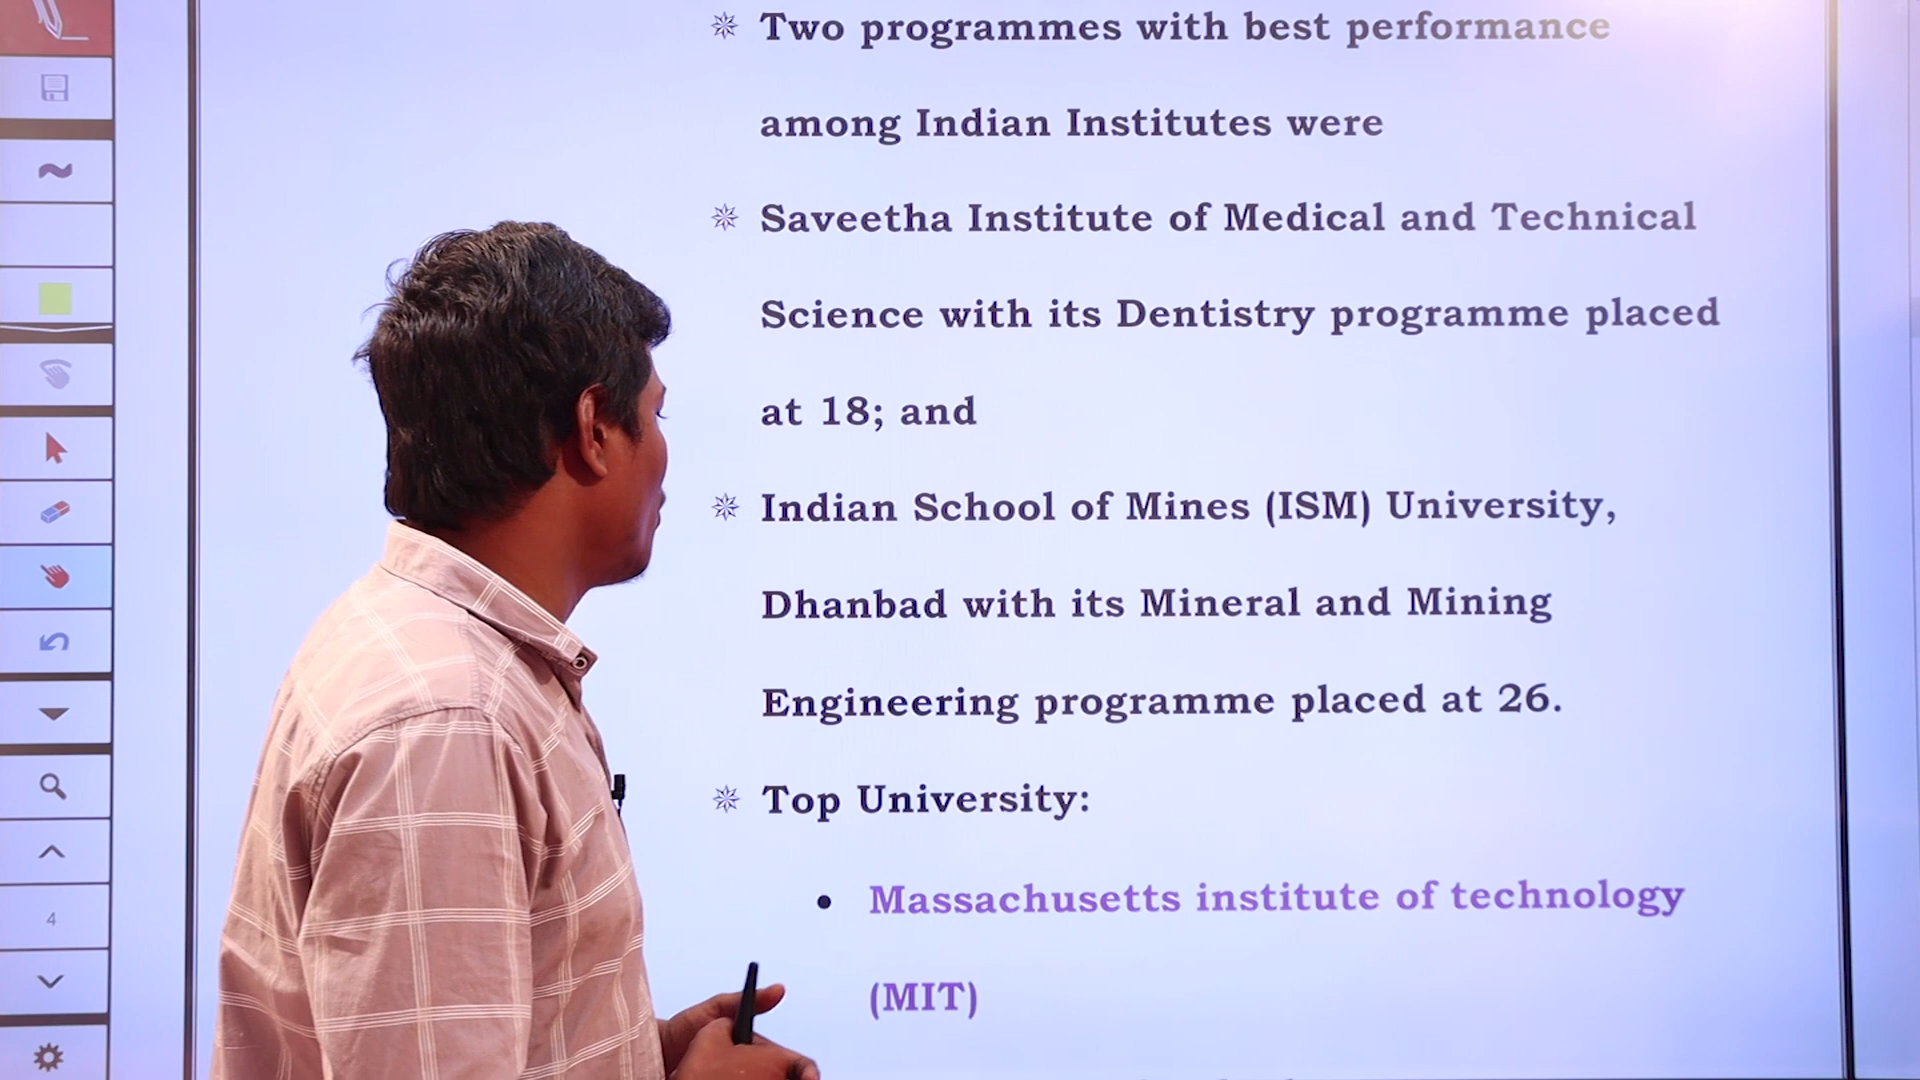 Two programmes with best performance
among Indian Institutes were
Saveetha Institute of Medical and Technical
Science with its Dentistry programme placed
at 18; and
Indian School of Mines (ISM) University,
Dhanbad with its Mineral and Mining
Engineering programme placed at 26.
Top University:
Massachusetts institute of technology
(MIT)
4